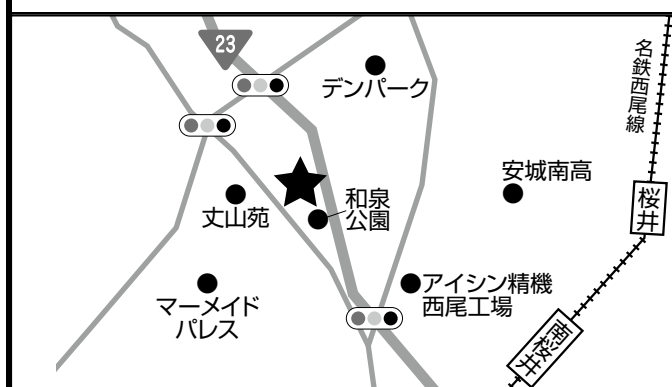 23
デンパーク
名鉄西尾線
安城南高
桜井
丈山苑
和泉
公園
マーメイド
パレス
アイシン精機
西尾工場
南桜井